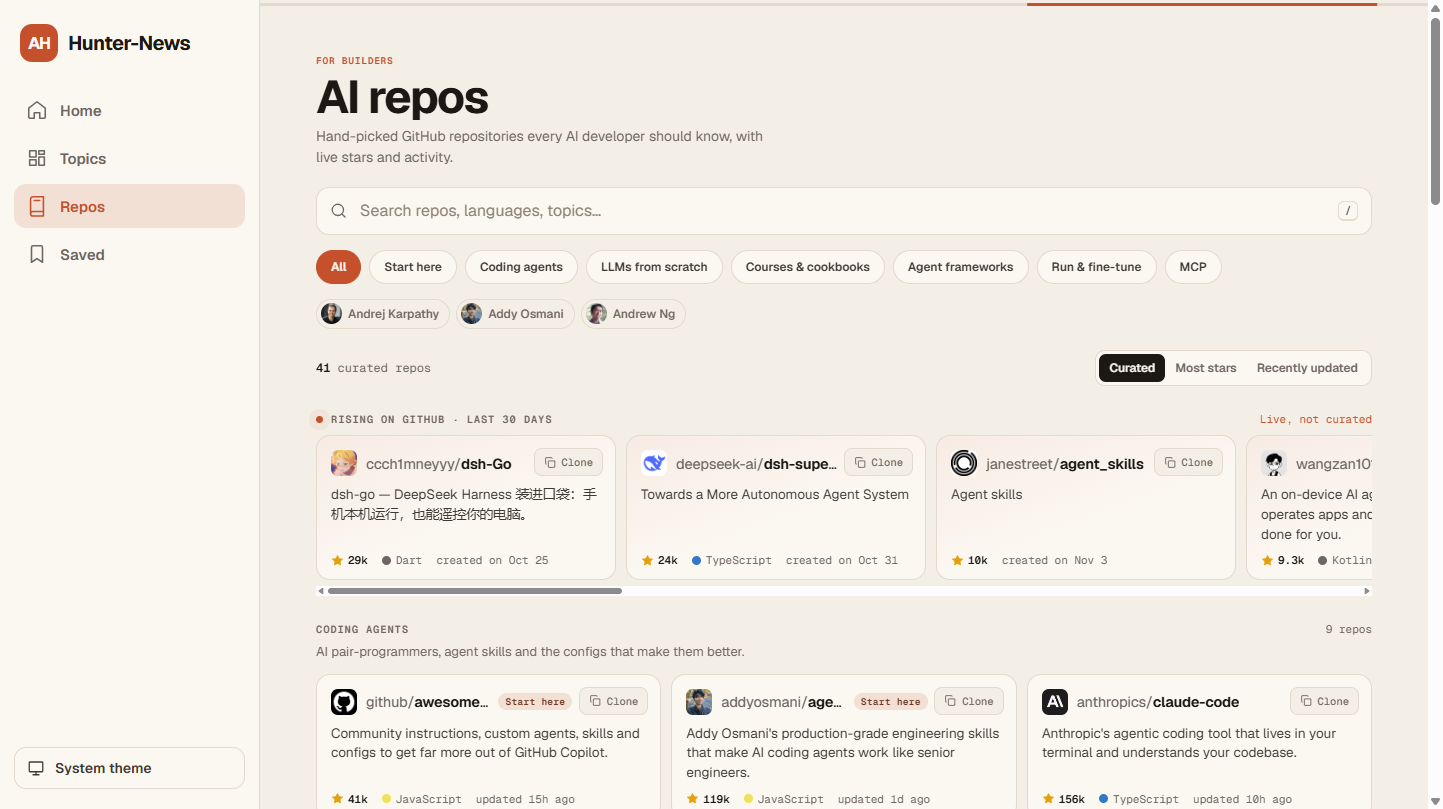 AH Hunter-News
Home
Topics
Repos
Saved
System theme
FOR BUILDERS
AI repos
Hand-picked GitHub repositories every AI developer should know, with
live stars and activity.
Search repos, languages, topics... /
All Start here Coding agents LLMs from scratch Courses & cookbooks Agent frameworks Run & fine-tune MCP
Andrej Karpathy Addy Osmani Andrew Ng
41 curated repos
Curated Most stars Recently updated
RISING ON GITHUB · LAST 30 DAYS
Live, not curated
ccch1mneyyy/dsh-Go Clone
dsh-go — DeepSeek Harness 装进口袋：手
机本机运行，也能遥控你的电脑。
29k Dart created on Oct 25
deepseek-ai/dsh-supe... Clone
Towards a More Autonomous Agent System
24k TypeScript created on Oct 31
janestreet/agent_skills Clone
Agent skills
10k created on Nov 3
wangzan10
An on-device AI ag
operates apps and
done for you.
9.3k Kotlin
CODING AGENTS
9 repos
AI pair-programmers, agent skills and the configs that make them better.
github/awesome... Start here Clone
Community instructions, custom agents, skills and
configs to get far more out of GitHub Copilot.
41k JavaScript updated 15h ago
addyosmani/age... Start here Clone
Addy Osmani's production-grade engineering skills
that make AI coding agents work like senior
engineers.
119k JavaScript updated 1d ago
anthropics/claude-code Clone
Anthropic's agentic coding tool that lives in your
terminal and understands your codebase.
156k TypeScript updated 10h ago